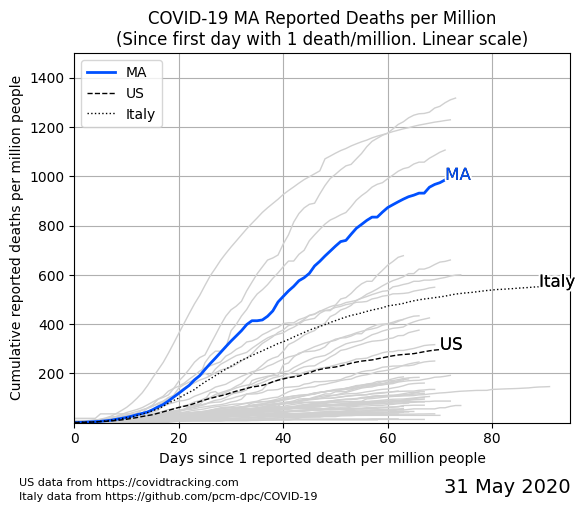 COVID-19 MA Reported Deaths per Million
(Since first day with 1 death/million. Linear scale)
Cumulative reported deaths per million people
1400
1200
1000
800
600
400
200
MA
US
Italy
MA
Italy
US
0
20
40
60
80
Days since 1 reported death per million people
US data from https://covidtracking.com
Italy data from https://github.com/pcm-dpc/COVID-19
31 May 2020